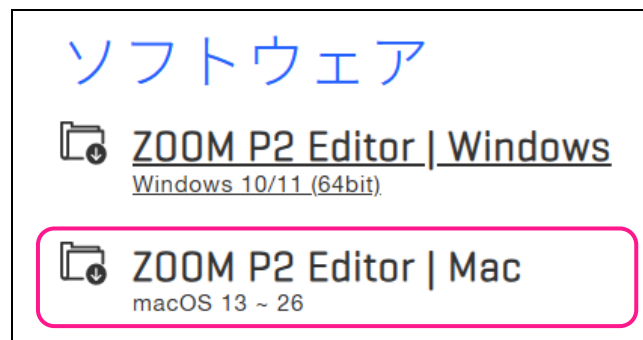 ソフトウェア
ZOOM P2 Editor | Windows
Windows 10/11 (64bit)
ZOOM P2 Editor | Mac
macOS 13 ~ 26